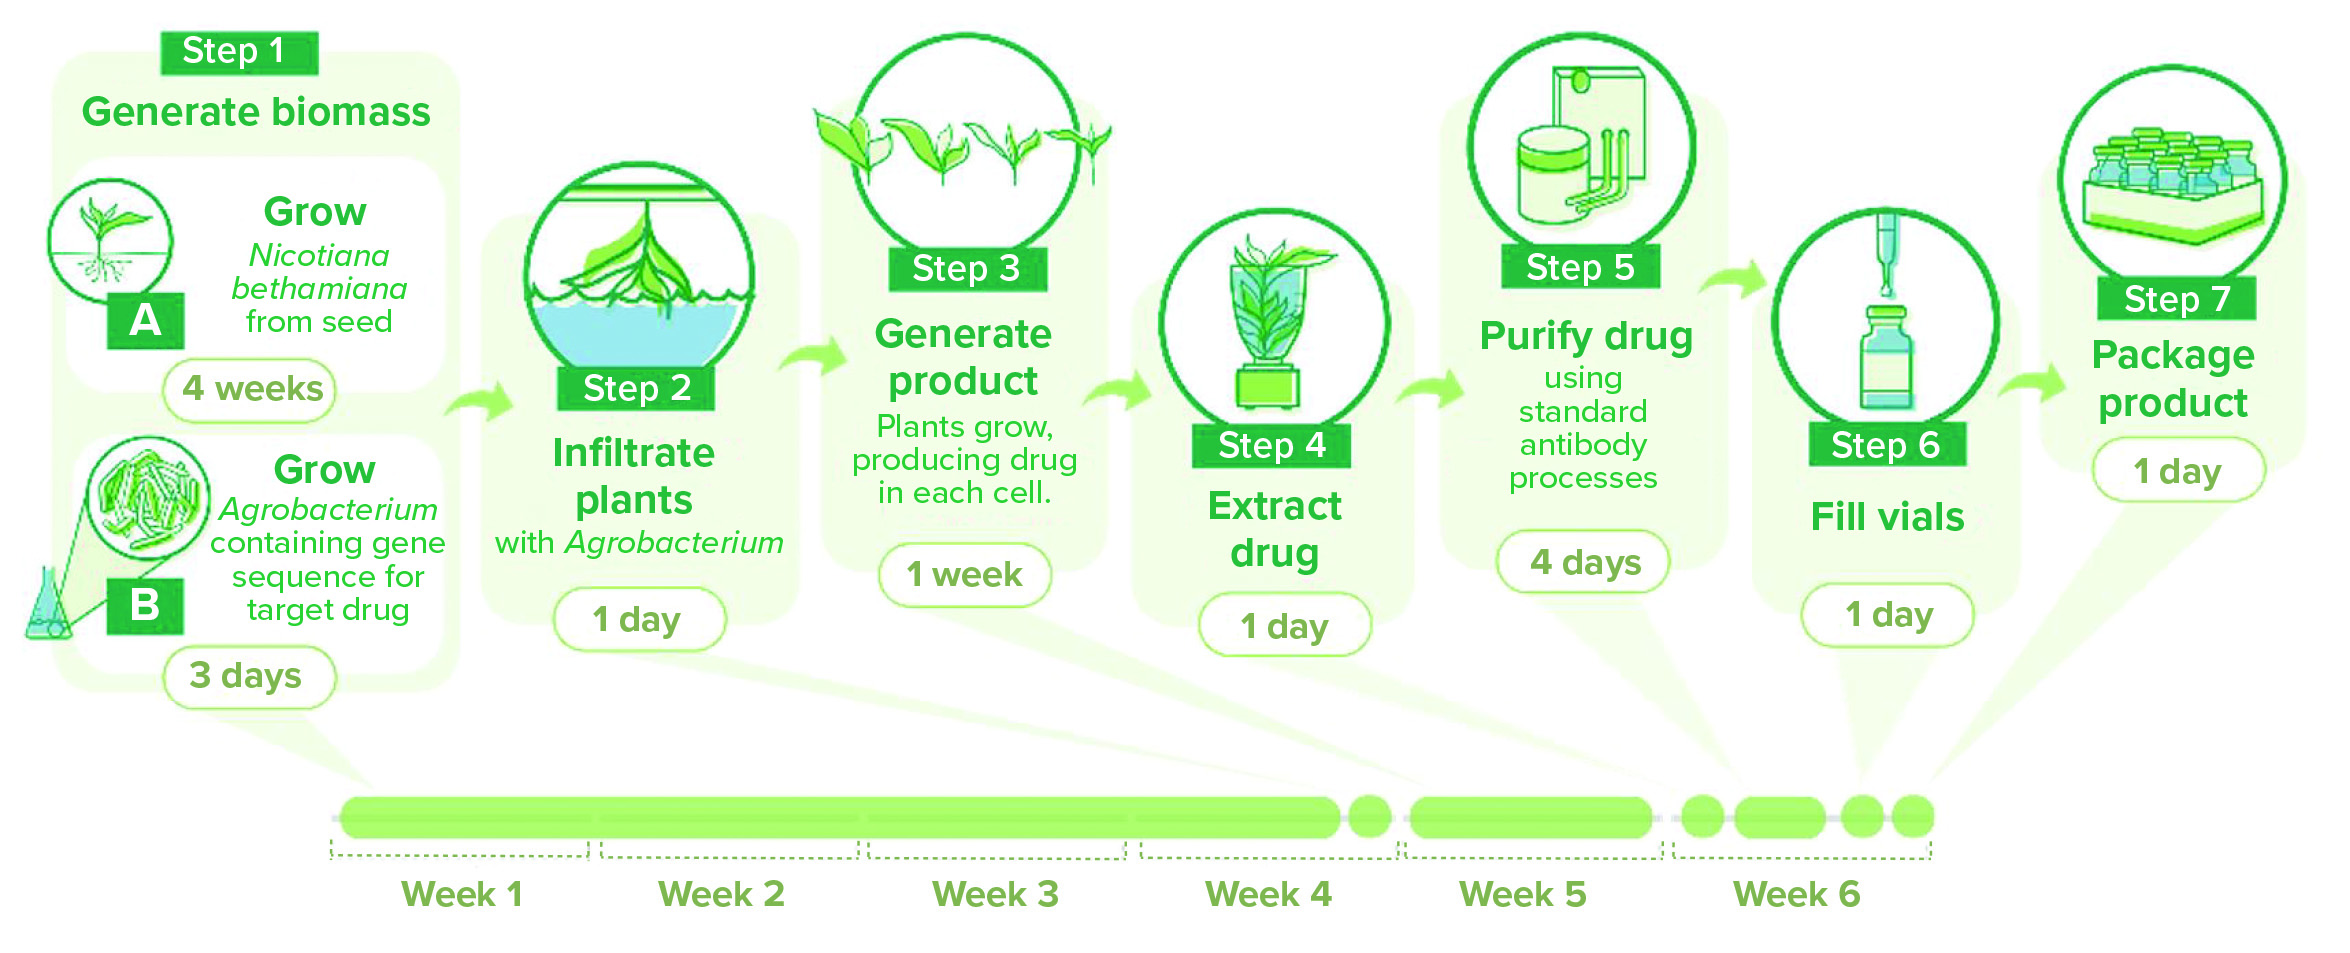 Step 1
Generate biomass
Grow
Nicotiana
bethamiana
from seed
A
4 weeks
Grow
Agrobacterium
containing gene
sequence for
target drug
B
3 days
Step 2
Infiltrate
plants
with Agrobacterium
1 day
Step 3
Generate
product
Plants grow,
producing drug
in each cell.
1 week
Step 4
Extract
drug
1 day
Step 5
Purify drug
using
standard
antibody
processes
4 days
Step 6
Fill vials
1 day
Step 7
Package
product
1 day
Week 1
Week 2
Week 3
Week 4
Week 5
Week 6